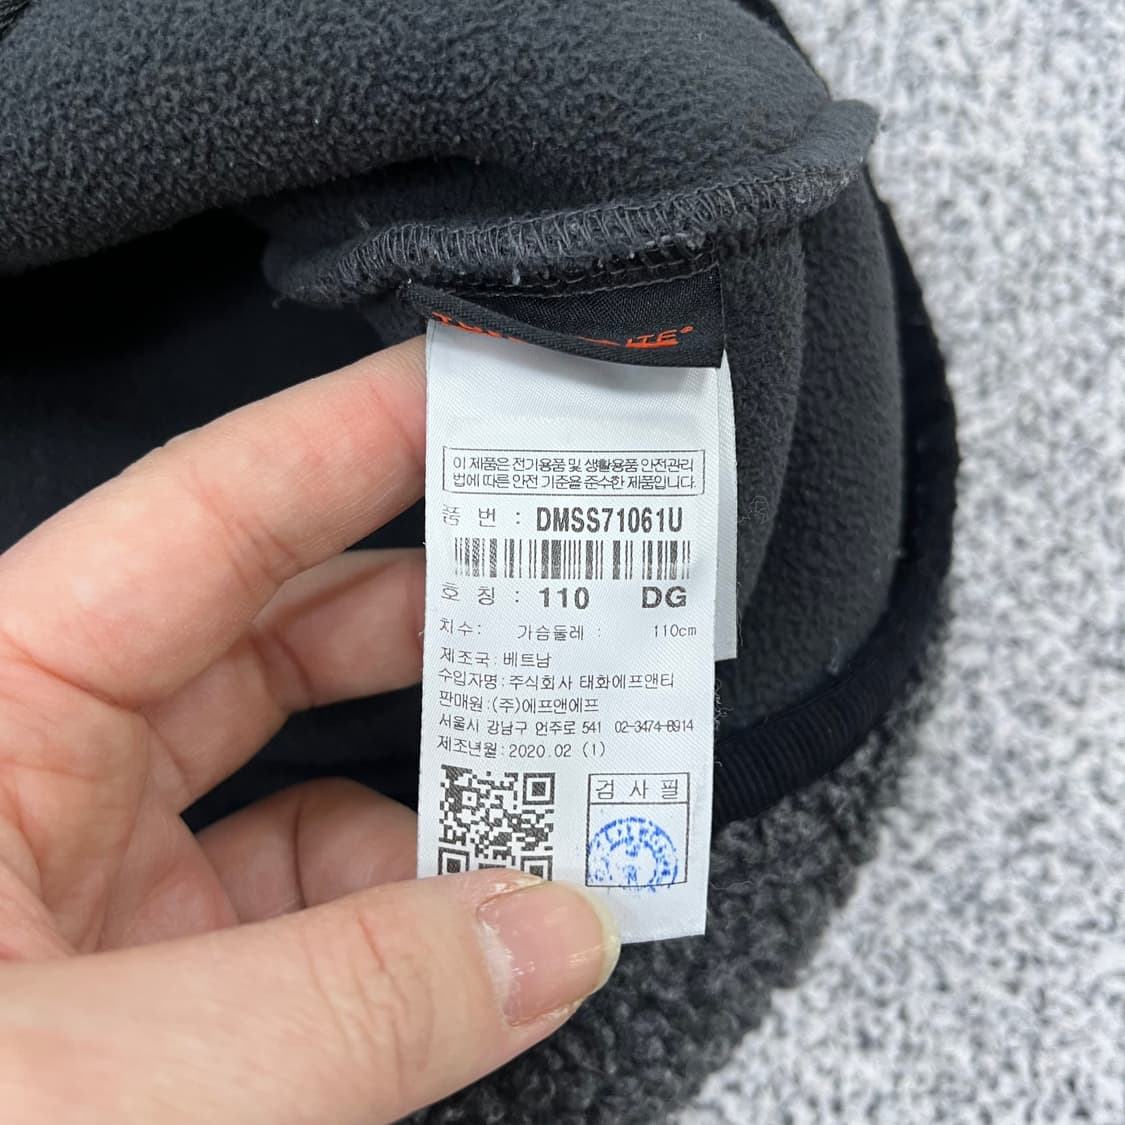 이 제품은 전기용품 및 생활용품 안전관리
법에 따른 안전 기준을 준수한 제품입니다.
품 번 : DMSS71061U
호 칭 : 110 DG
치수: 가슴둘레 : 110cm
제조국:베트남
수입자명:주식회사 태화에프앤티
판매원:(주)에프앤에프
서울시 강남구 언주로 541 02-3474-8914
제조년월:2020.02 (1)
검 사 필